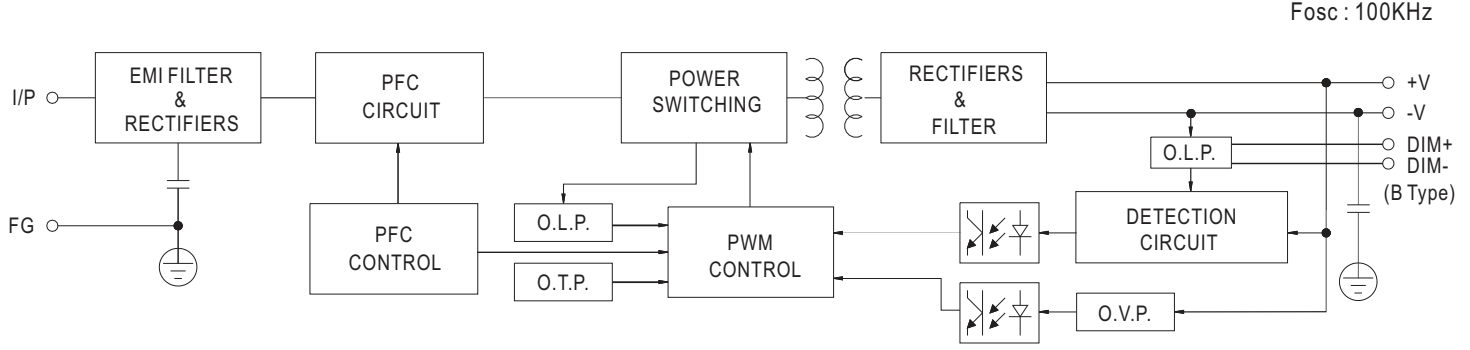 Fosc : 100KHz
I/P
EMI FILTER
&
RECTIFIERS
PFC
CIRCUIT
POWER
SWITCHING
RECTIFIERS
&
FILTER
+V
-V
O.L.P.
DIM+
DIM-
(B Type)
FG
PFC
CONTROL
O.L.P.
O.T.P.
PWM
CONTROL
DETECTION
CIRCUIT
O.V.P.